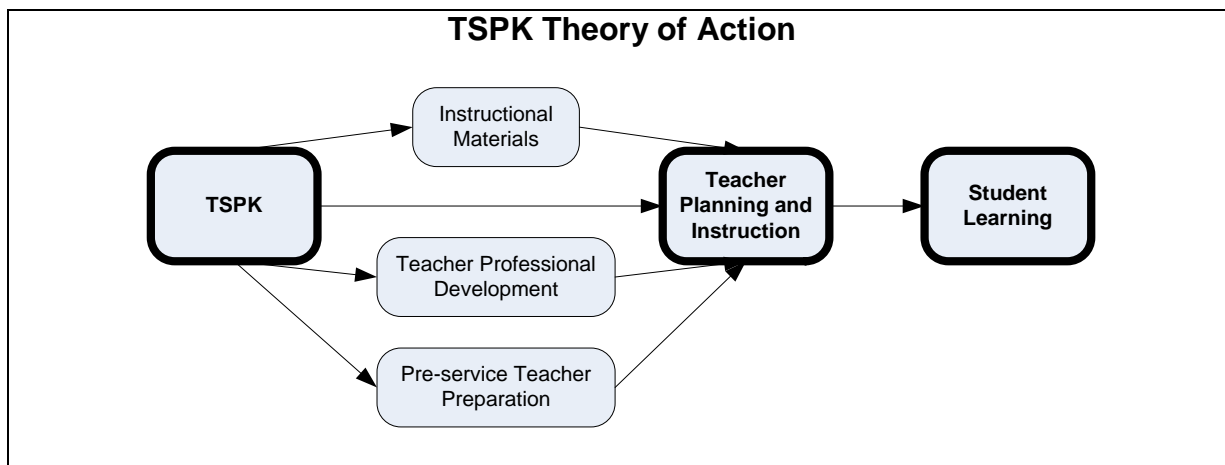 TSPK Theory of Action
Instructional
Materials
TSPK
Teacher
Planning and
Instruction
Student
Learning
Teacher Professional
Development
Pre-service Teacher
Preparation